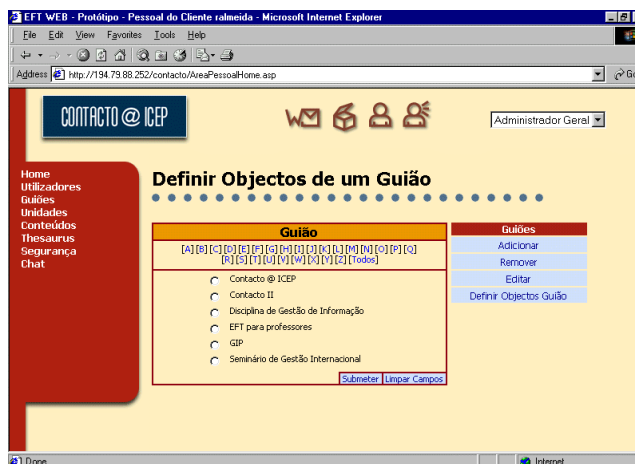 EFT WEB - Protótipo - Pessoal do Cliente ralmeida - Microsoft Internet Explorer
File Edit View Favorites Tools Help
Address http://194.79.88.252/contacto/AreaPessoalHome.asp Go
CONTACTO @ ICEP
Administrador Geral
Home
Utilizadores
Guiões
Unidades
Conteúdos
Thesaurus
Segurança
Chat
Definir Objectos de um Guião
Guião
[A][B][C][D][E][F][G][H][I][J][K][L][M][N][O][P][Q]
[R][S][T][U][V][W][X][Y][Z][Todos]
Contacto @ ICEP
Contacto II
Disciplina de Gestão de Informação
EFT para professores
GIP
Seminário de Gestão Internacional
Submeter Limpar Campos
Guiões
Adicionar
Remover
Editar
Definir Objectos Guião
Done Internet